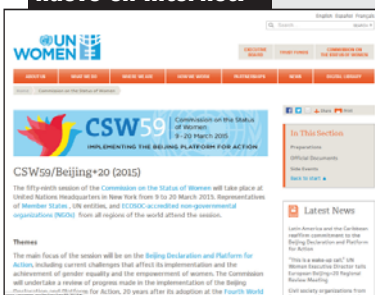 English Español Français
Search
UN
WOMEN
EXECUTIVE BOARD
TRUST FUNDS
COMMISSION ON THE STATUS OF WOMEN
ABOUT US WHAT WE DO WHERE WE ARE HOW WE WORK PARTNERSHIPS NEWS DIGITAL LIBRARY
Home Commission on the Status of Women
CSW59
Commission on the Status
of Women
9-20 March 2015
IMPLEMENTING THE BEIJING PLATFORM FOR ACTION
CSW59/Beijing+20 (2015)
The fifty-ninth session of the Commission on the Status of Women will take place at
United Nations Headquarters in New York from 9 to 20 March 2015. Representatives
of Member States, UN entities, and ECOSOC-accredited non-governmental
organizations (NGOs) from all regions of the world attend the session.
Themes
The main focus of the session will be on the Beijing Declaration and Platform for
Action, including current challenges that affect its implementation and the
achievement of gender equality and the empowerment of women. The Commission
will undertake a review of progress made in the implementation of the Beijing
Declaration and Platform for Action, 20 years after its adoption at the Fourth World
Share Print
In This Section
Preparations
Official Documents
Side Events
Back to start
Latest News
Latin America and the Caribbean
reaffirm commitment to the
Beijing Declaration and Platform
for Action
"This is a wake-up call," UN
Women Executive Director tells
European Beijing+20 Regional
Review Meeting
Civil society organizations from